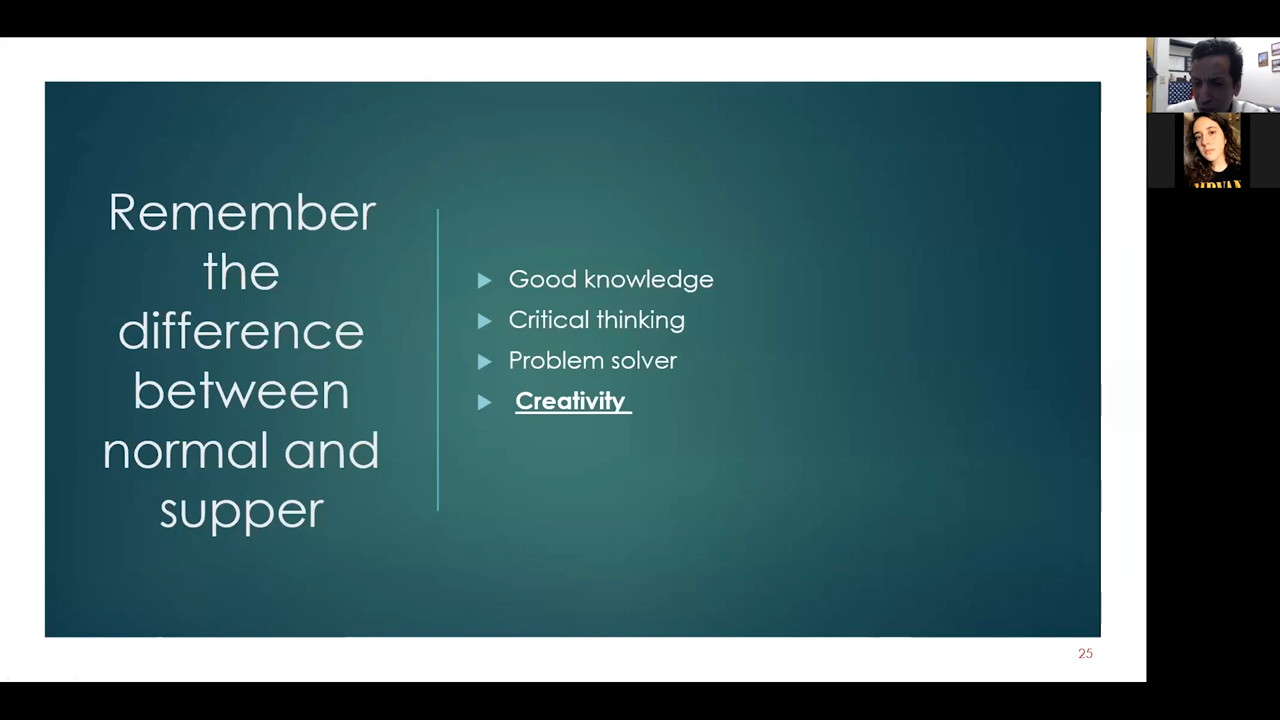 Remember
the
difference
between
normal and
supper
Good knowledge
Critical thinking
Problem solver
Creativity
25